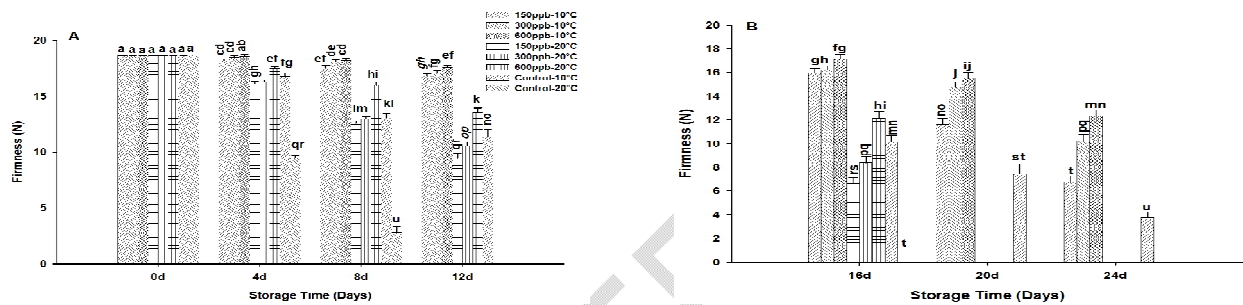 A
150ppb-10°C
300ppb-10°C
600ppb-10°C
150ppb-20°C
300ppb-20°C
600ppb-20°C
Control-10°C
Control-20°C
Firmness (N)
20
15
10
5
0
a a a a a a a a
cd cd ab gh ef fg qr
ef de cd lm hi kl u
gh fg ef qr op k no
0d 4d 8d 12d
Storage Time (Days)
B
Firmness (N)
20
18
16
14
12
10
8
6
4
2
0
gh fg rs pq hi mn t
no j ij st
t pq mn u
16d 20d 24d
Storage Time (Days)